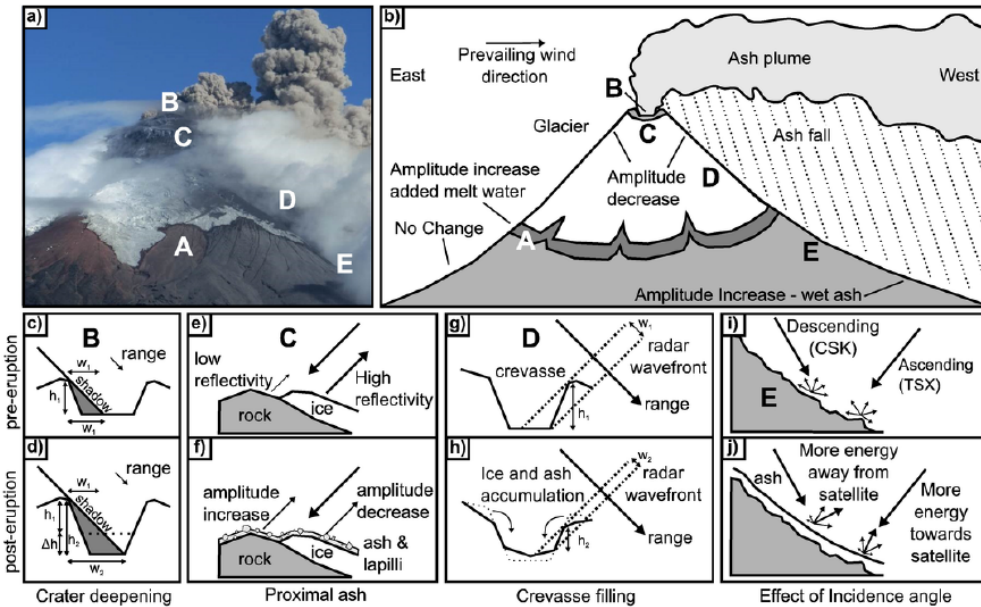 a)
B
C
D
A
E
b)
Prevailing wind
direction
East
West
Ash plume
B
Glacier
C
Ash fall
Amplitude increase
added melt water
Amplitude
decrease
D
No Change
A
E
Amplitude Increase - wet ash
pre-eruption
c)
B
w₁
range
shadow
h₁
w₁
e)
C
low
reflectivity
High
reflectivity
rock
ice
g)
D
w₁
crevasse
radar
wavefront
h₁
range
i)
Descending
(CSK)
Ascending
(TSX)
E
post-eruption
d)
w₁
range
shadow
h₁
Δh
h₂
w₂
f)
amplitude
increase
amplitude
decrease
rock
ice
ash &
lapilli
h)
Ice and ash
accumulation
w₂
radar
wavefront
h₂
range
j)
ash
More energy
away from
satellite
More
energy
towards
satellite
Crater deepening
Proximal ash
Crevasse filling
Effect of Incidence angle